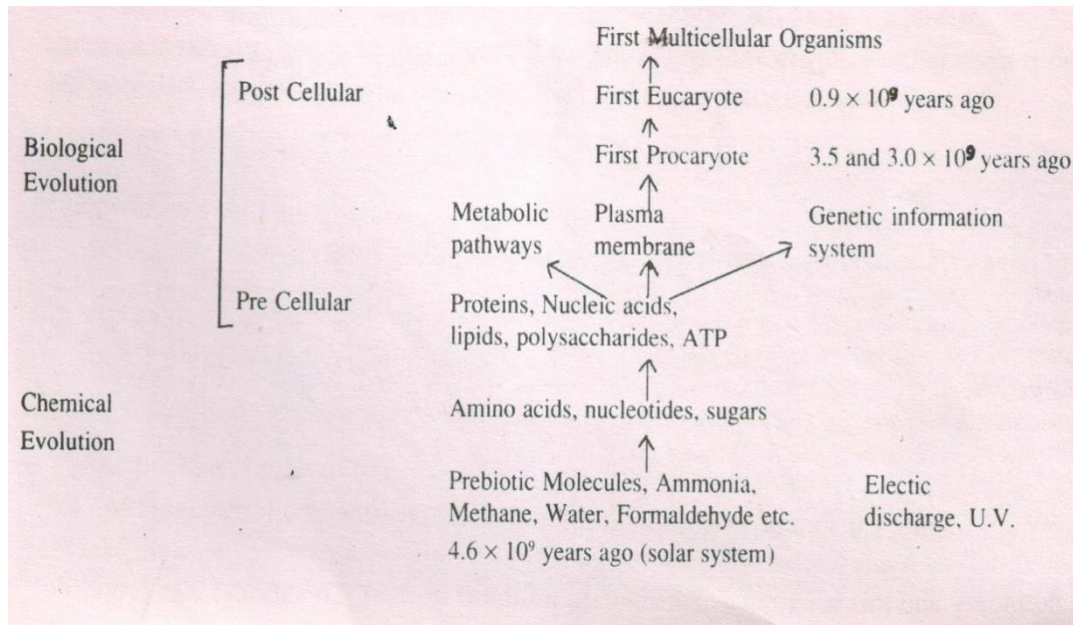 First Multicellular Organisms
Post Cellular
First Eucaryote 0.9 × 10⁹ years ago
Biological
Evolution
First Procaryote 3.5 and 3.0 × 10⁹ years ago
Metabolic
pathways
Plasma
membrane
Genetic information
system
Pre Cellular
Proteins, Nucleic acids,
lipids, polysaccharides, ATP
Chemical
Evolution
Amino acids, nucleotides, sugars
Prebiotic Molecules, Ammonia,
Methane, Water, Formaldehyde etc.
Electic
discharge, U.V.
4.6 × 10⁹ years ago (solar system)